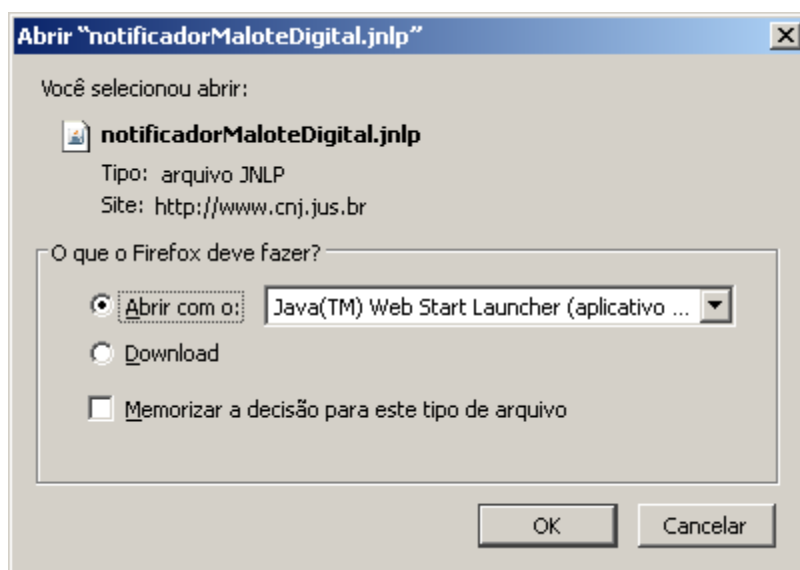 Abrir “notificadorMaloteDigital.jnlp”
Você selecionou abrir:
notificadorMaloteDigital.jnlp
Tipo: arquivo JNLP
Site: http://www.cnj.jus.br
O que o Firefox deve fazer?
Abrir com o: Java(TM) Web Start Launcher (aplicativo ...
Download
Memorizar a decisão para este tipo de arquivo
OK Cancelar